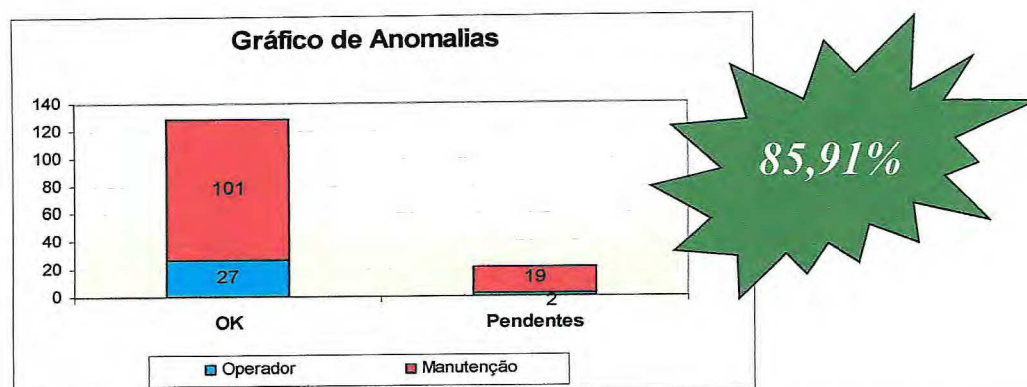 Gráfico de Anomalias
85,91%
140
120
100
80
60
40
20
0
101
27
19
2
OK
Pendentes
Operador
Manutenção